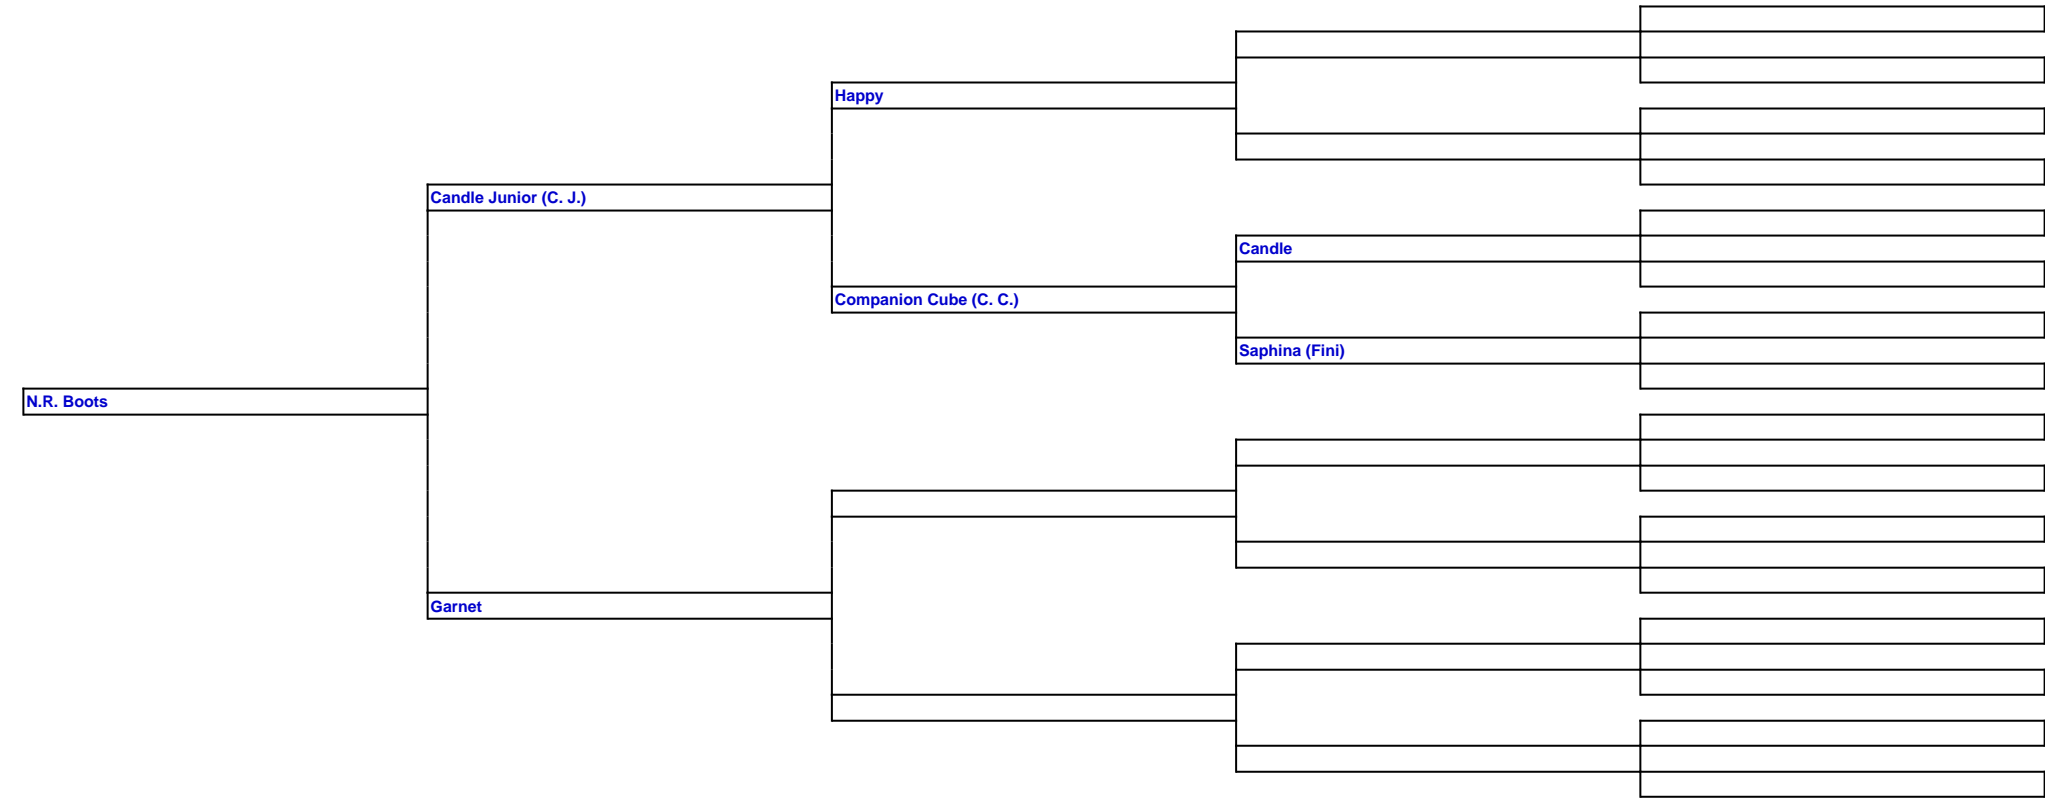 Happy
Candle Junior (C. J.)
Candle
Companion Cube (C. C.)
Saphina (Fini)
N.R. Boots
Garnet